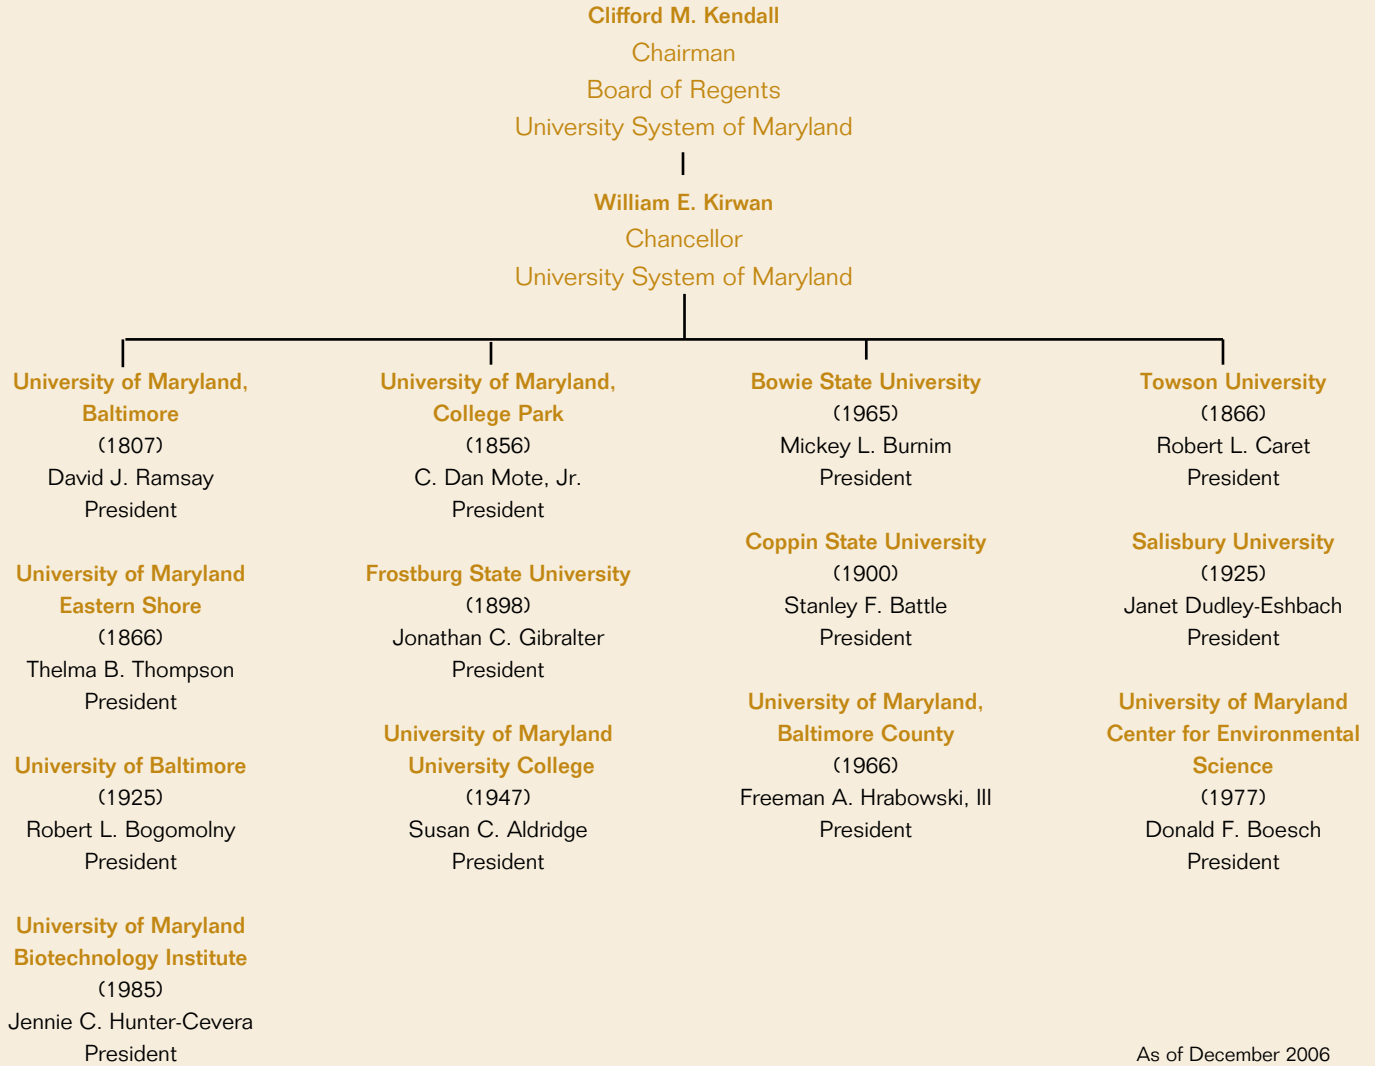 Clifford M. Kendall
Chairman
Board of Regents
University System of Maryland
William E. Kirwan
Chancellor
University System of Maryland
University of Maryland,
Baltimore
(1807)
David J. Ramsay
President
University of Maryland
Eastern Shore
(1866)
Thelma B. Thompson
President
University of Baltimore
(1925)
Robert L. Bogomolny
President
University of Maryland
Biotechnology Institute
(1985)
Jennie C. Hunter-Cevera
President
University of Maryland,
College Park
(1856)
C. Dan Mote, Jr.
President
Frostburg State University
(1898)
Jonathan C. Gibralter
President
University of Maryland
University College
(1947)
Susan C. Aldridge
President
Bowie State University
(1965)
Mickey L. Burnim
President
Coppin State University
(1900)
Stanley F. Battle
President
University of Maryland,
Baltimore County
(1966)
Freeman A. Hrabowski, III
President
Towson University
(1866)
Robert L. Caret
President
Salisbury University
(1925)
Janet Dudley-Eshbach
President
University of Maryland
Center for Environmental
Science
(1977)
Donald F. Boesch
President
As of December 2006